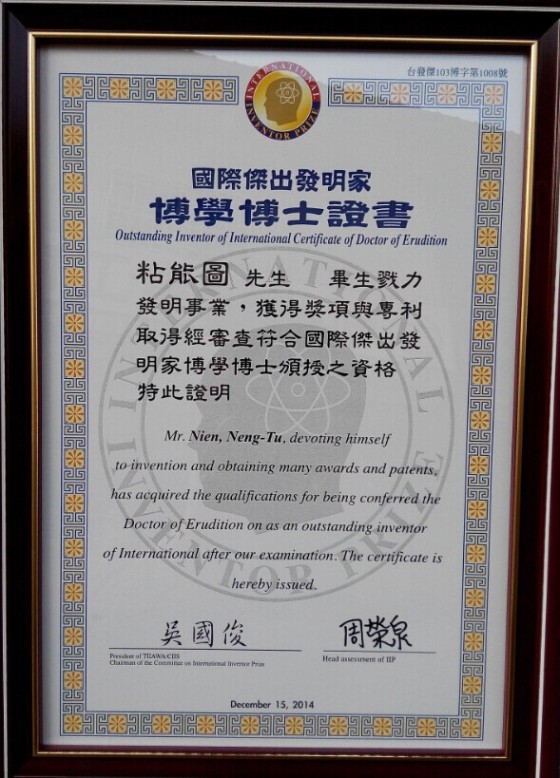 台發傑103博字第1008號
INTERNATIONAL INVENTOR PRIZE
國際傑出發明家
博學博士證書
Outstanding Inventor of International Certificate of Doctor of Erudition
粘能圖 先生 畢生戮力
發明事業，獲得獎項與專利
取得經審查符合國際傑出發
明家博學博士頒授之資格
特此證明
INTERNATIONAL INVENTOR PRIZE
Mr. Nien, Neng-Tu, devoting himself
to invention and obtaining many awards and patents,
has acquired the qualifications for being conferred the
Doctor of Erudition on as an outstanding inventor
of International after our examination. The certificate is
hereby issued.
吳國俊 周榮泉
President of TIIAWA/CIIS Head assessment of IIP
Chairman of the Committee on International Inventor Prize
December 15, 2014